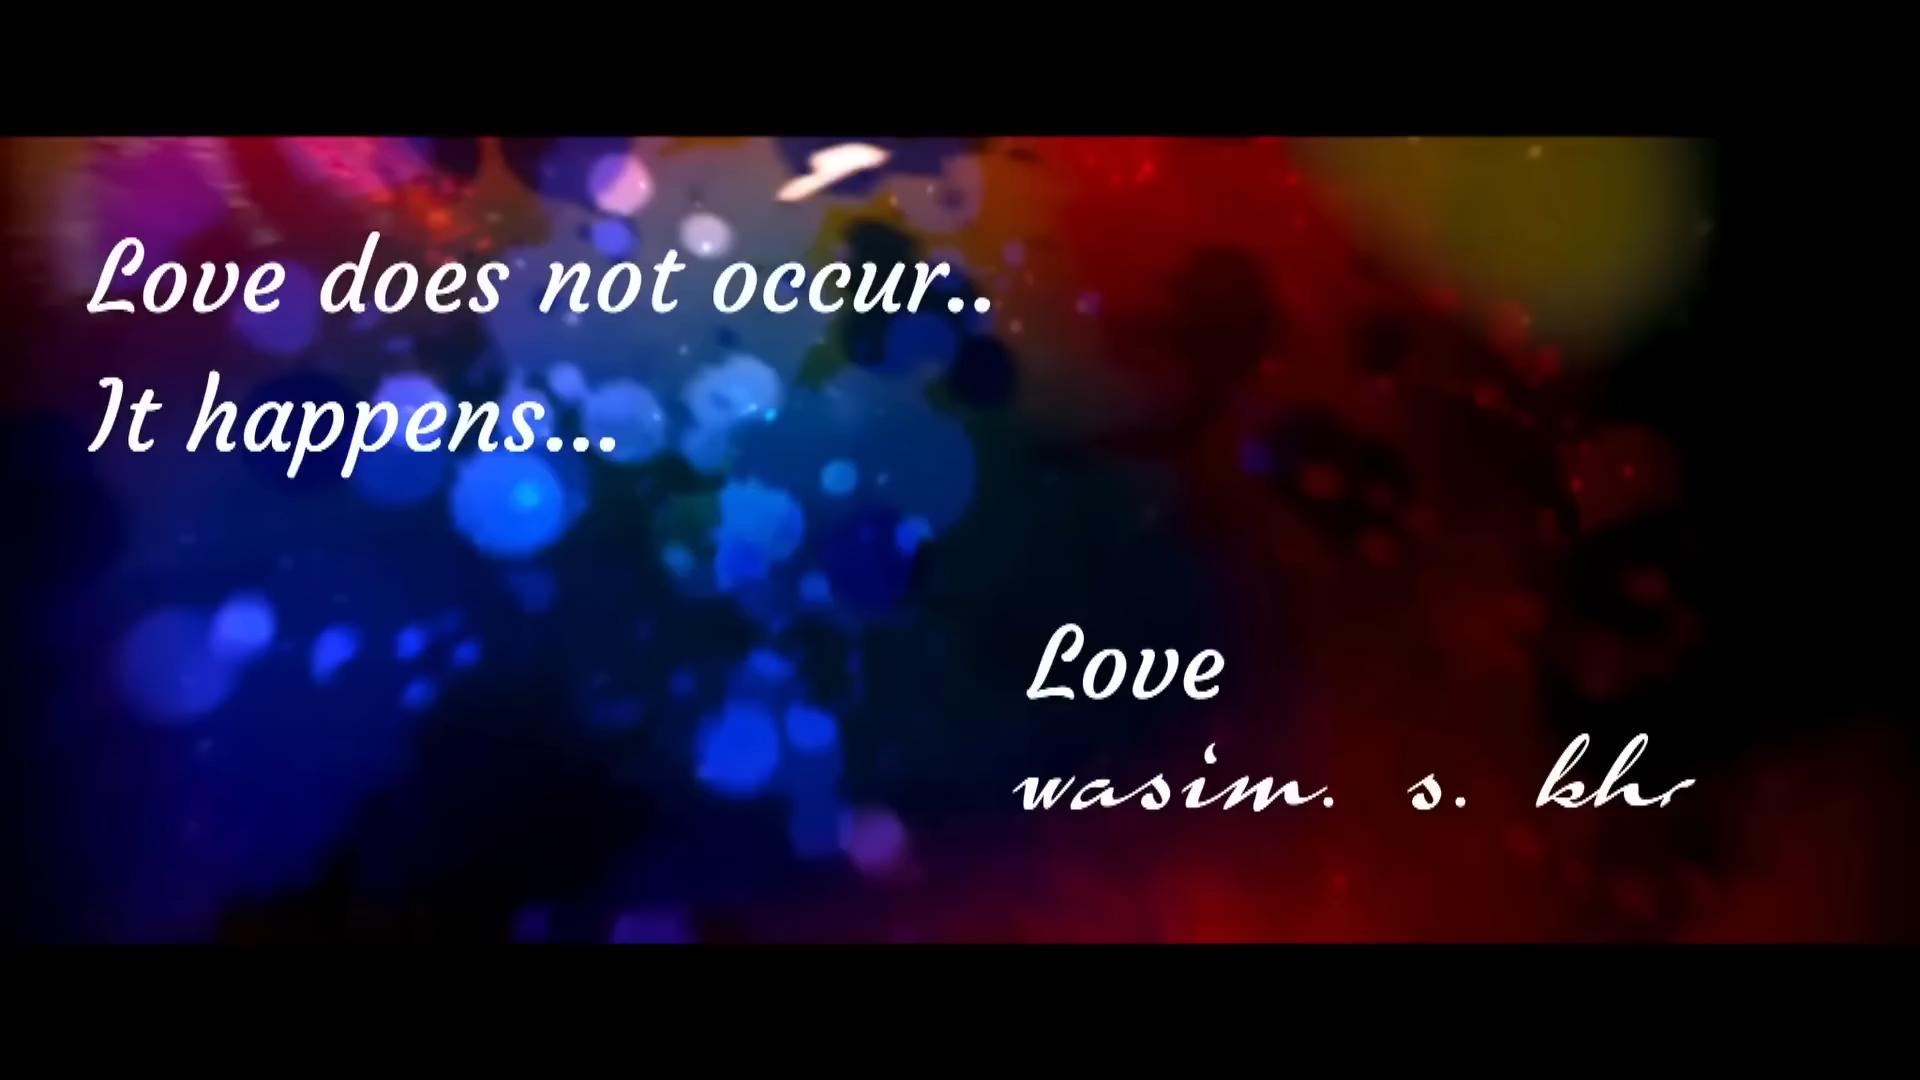 Love does not occur..
It happens...
Love
wasim. s.